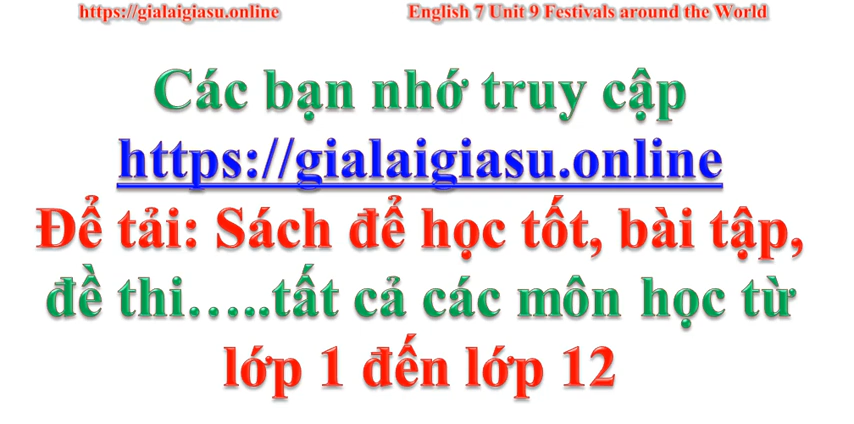 https://gialaigiasu.online English 7 Unit 9 Festivals around the World
Các bạn nhớ truy cập
https://gialaigiasu.online
Để tải: Sách để học tốt, bài tập,
đề thi…..tất cả các môn học từ
lớp 1 đến lớp 12